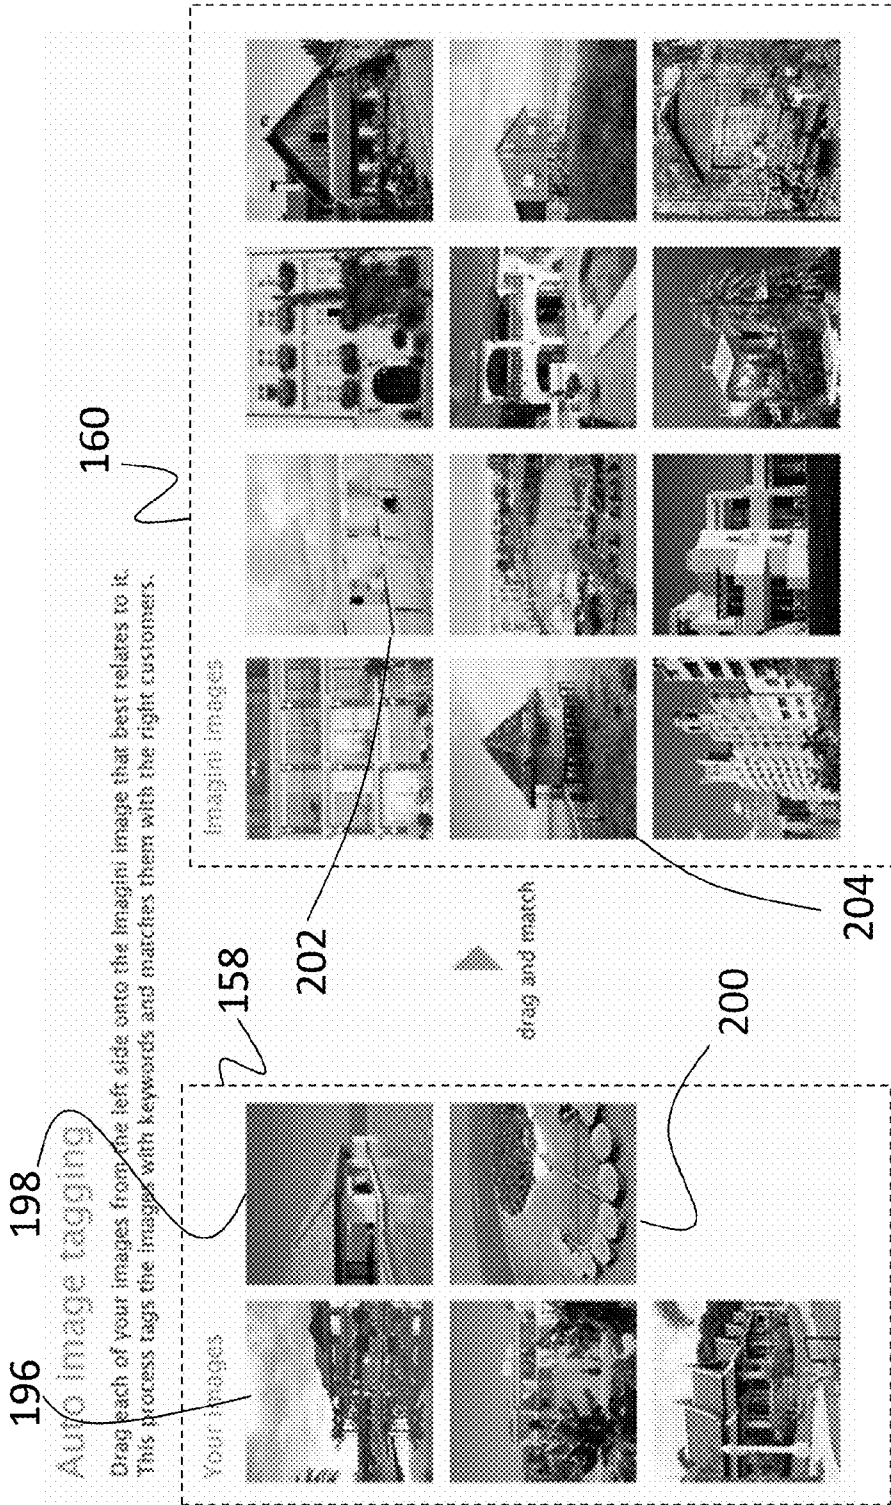 Auto image tagging
Drag each of your images from the left side onto the Imagini image that best relates to it.
This process tags the images with keywords and matches them with the right customers.
Your images
Imagini images
drag and match
196
198
158
160
202
200
204